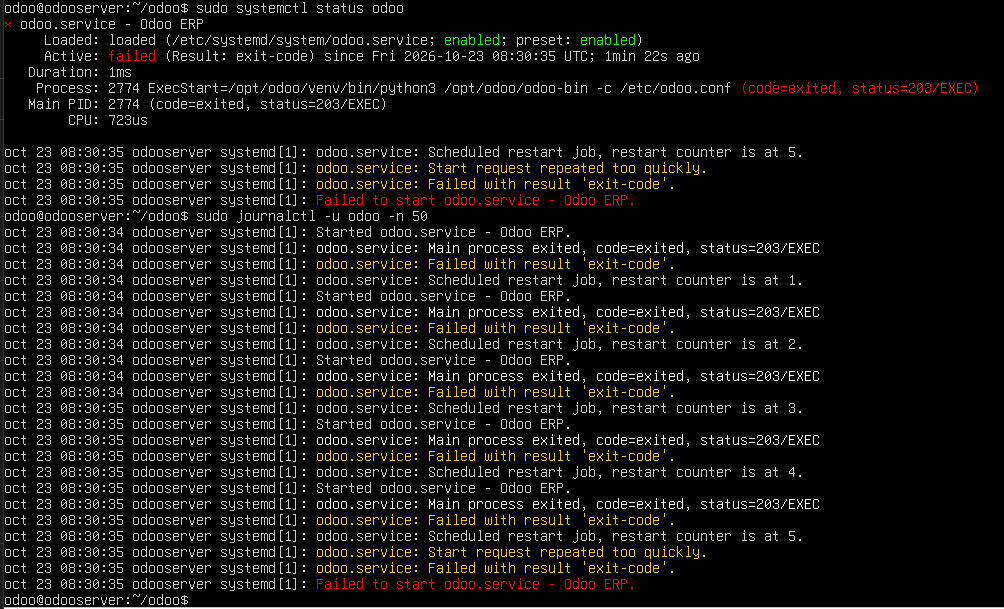 odoo@odooserver:~/odoo$ sudo systemctl status odoo
× odoo.service - Odoo ERP
     Loaded: loaded (/etc/systemd/system/odoo.service; enabled; preset: enabled)
     Active: failed (Result: exit-code) since Fri 2026-10-23 08:30:35 UTC; 1min 22s ago
   Duration: 1ms
    Process: 2774 ExecStart=/opt/odoo/venv/bin/python3 /opt/odoo/odoo-bin -c /etc/odoo.conf (code=exited, status=203/EXEC)
   Main PID: 2774 (code=exited, status=203/EXEC)
        CPU: 723us

oct 23 08:30:35 odooserver systemd[1]: odoo.service: Scheduled restart job, restart counter is at 5.
oct 23 08:30:35 odooserver systemd[1]: odoo.service: Start request repeated too quickly.
oct 23 08:30:35 odooserver systemd[1]: odoo.service: Failed with result 'exit-code'.
oct 23 08:30:35 odooserver systemd[1]: Failed to start odoo.service - Odoo ERP.
odoo@odooserver:~/odoo$ sudo journalctl -u odoo -n 50
oct 23 08:30:34 odooserver systemd[1]: Started odoo.service - Odoo ERP.
oct 23 08:30:34 odooserver systemd[1]: odoo.service: Main process exited, code=exited, status=203/EXEC
oct 23 08:30:34 odooserver systemd[1]: odoo.service: Failed with result 'exit-code'.
oct 23 08:30:34 odooserver systemd[1]: odoo.service: Scheduled restart job, restart counter is at 1.
oct 23 08:30:34 odooserver systemd[1]: Started odoo.service - Odoo ERP.
oct 23 08:30:34 odooserver systemd[1]: odoo.service: Main process exited, code=exited, status=203/EXEC
oct 23 08:30:34 odooserver systemd[1]: odoo.service: Failed with result 'exit-code'.
oct 23 08:30:34 odooserver systemd[1]: odoo.service: Scheduled restart job, restart counter is at 2.
oct 23 08:30:34 odooserver systemd[1]: Started odoo.service - Odoo ERP.
oct 23 08:30:34 odooserver systemd[1]: odoo.service: Main process exited, code=exited, status=203/EXEC
oct 23 08:30:34 odooserver systemd[1]: odoo.service: Failed with result 'exit-code'.
oct 23 08:30:35 odooserver systemd[1]: odoo.service: Scheduled restart job, restart counter is at 3.
oct 23 08:30:35 odooserver systemd[1]: Started odoo.service - Odoo ERP.
oct 23 08:30:35 odooserver systemd[1]: odoo.service: Main process exited, code=exited, status=203/EXEC
oct 23 08:30:35 odooserver systemd[1]: odoo.service: Failed with result 'exit-code'.
oct 23 08:30:35 odooserver systemd[1]: odoo.service: Scheduled restart job, restart counter is at 4.
oct 23 08:30:35 odooserver systemd[1]: Started odoo.service - Odoo ERP.
oct 23 08:30:35 odooserver systemd[1]: odoo.service: Main process exited, code=exited, status=203/EXEC
oct 23 08:30:35 odooserver systemd[1]: odoo.service: Failed with result 'exit-code'.
oct 23 08:30:35 odooserver systemd[1]: odoo.service: Scheduled restart job, restart counter is at 5.
oct 23 08:30:35 odooserver systemd[1]: odoo.service: Start request repeated too quickly.
oct 23 08:30:35 odooserver systemd[1]: odoo.service: Failed with result 'exit-code'.
oct 23 08:30:35 odooserver systemd[1]: Failed to start odoo.service - Odoo ERP.
odoo@odooserver:~/odoo$